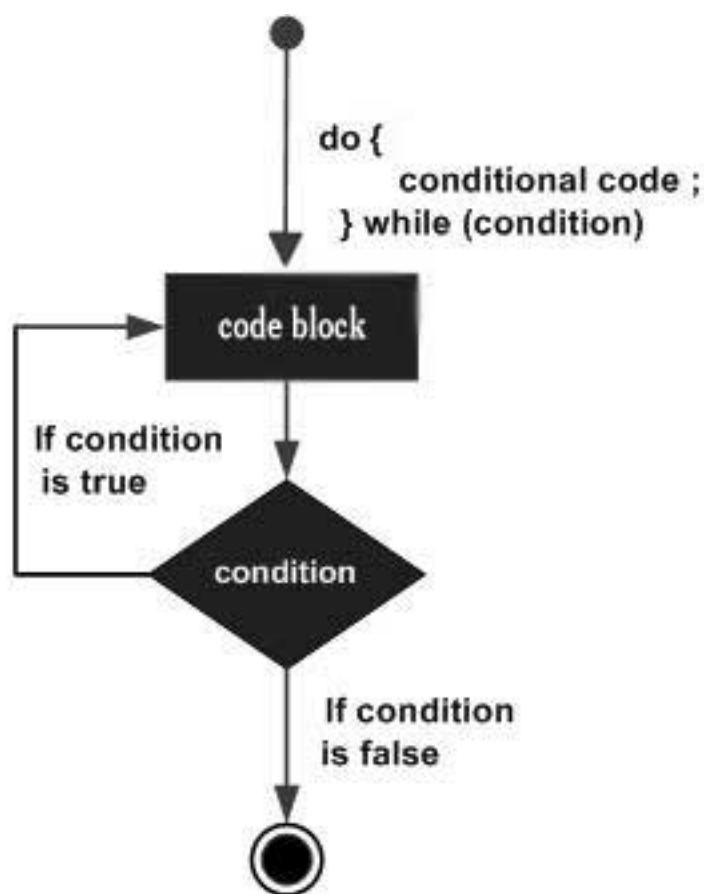 do {
conditional code ;
} while (condition)
code block
If condition
is true
condition
If condition
is false